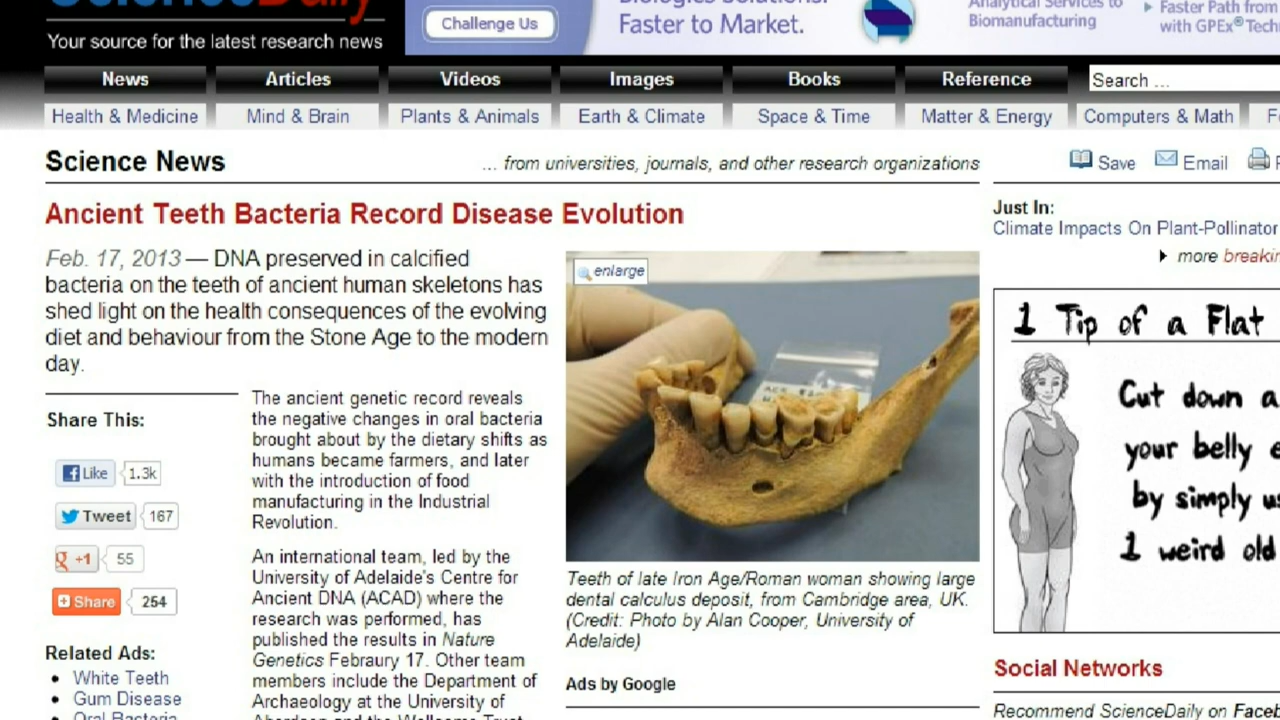 ScienceDaily
Your source for the latest research news
Challenge Us
Biologics Solutions.
Faster to Market.
Analytical Services to
Biomanufacturing
Faster Path from
with GPEx®
News
Articles
Videos
Images
Books
Reference
Search ...
Health & Medicine
Mind & Brain
Plants & Animals
Earth & Climate
Space & Time
Matter & Energy
Computers & Math
Science News
... from universities, journals, and other research organizations
Save
Email
Ancient Teeth Bacteria Record Disease Evolution
Feb. 17, 2013 — DNA preserved in calcified
bacteria on the teeth of ancient human skeletons has
shed light on the health consequences of the evolving
diet and behaviour from the Stone Age to the modern
day.
Share This:
Like 1.3k
Tweet 167
+1 55
Share 254
Related Ads:
White Teeth
Gum Disease
Oral Bacteria
The ancient genetic record reveals
the negative changes in oral bacteria
brought about by the dietary shifts as
humans became farmers, and later
with the introduction of food
manufacturing in the Industrial
Revolution.
An international team, led by the
University of Adelaide's Centre for
Ancient DNA (ACAD) where the
research was performed, has
published the results in Nature
Genetics Febraury 17. Other team
members include the Department of
Archaeology at the University of
Aberdeen and the Wellcome Trust
enlarge
Teeth of late Iron Age/Roman woman showing large
dental calculus deposit, from Cambridge area, UK.
(Credit: Photo by Alan Cooper, University of
Adelaide)
Ads by Google
Just In:
Climate Impacts On Plant-Pollinator
more
1 Tip of a Flat
Cut down a
your belly
by simply
1 weird old
Social Networks
Recommend ScienceDaily on